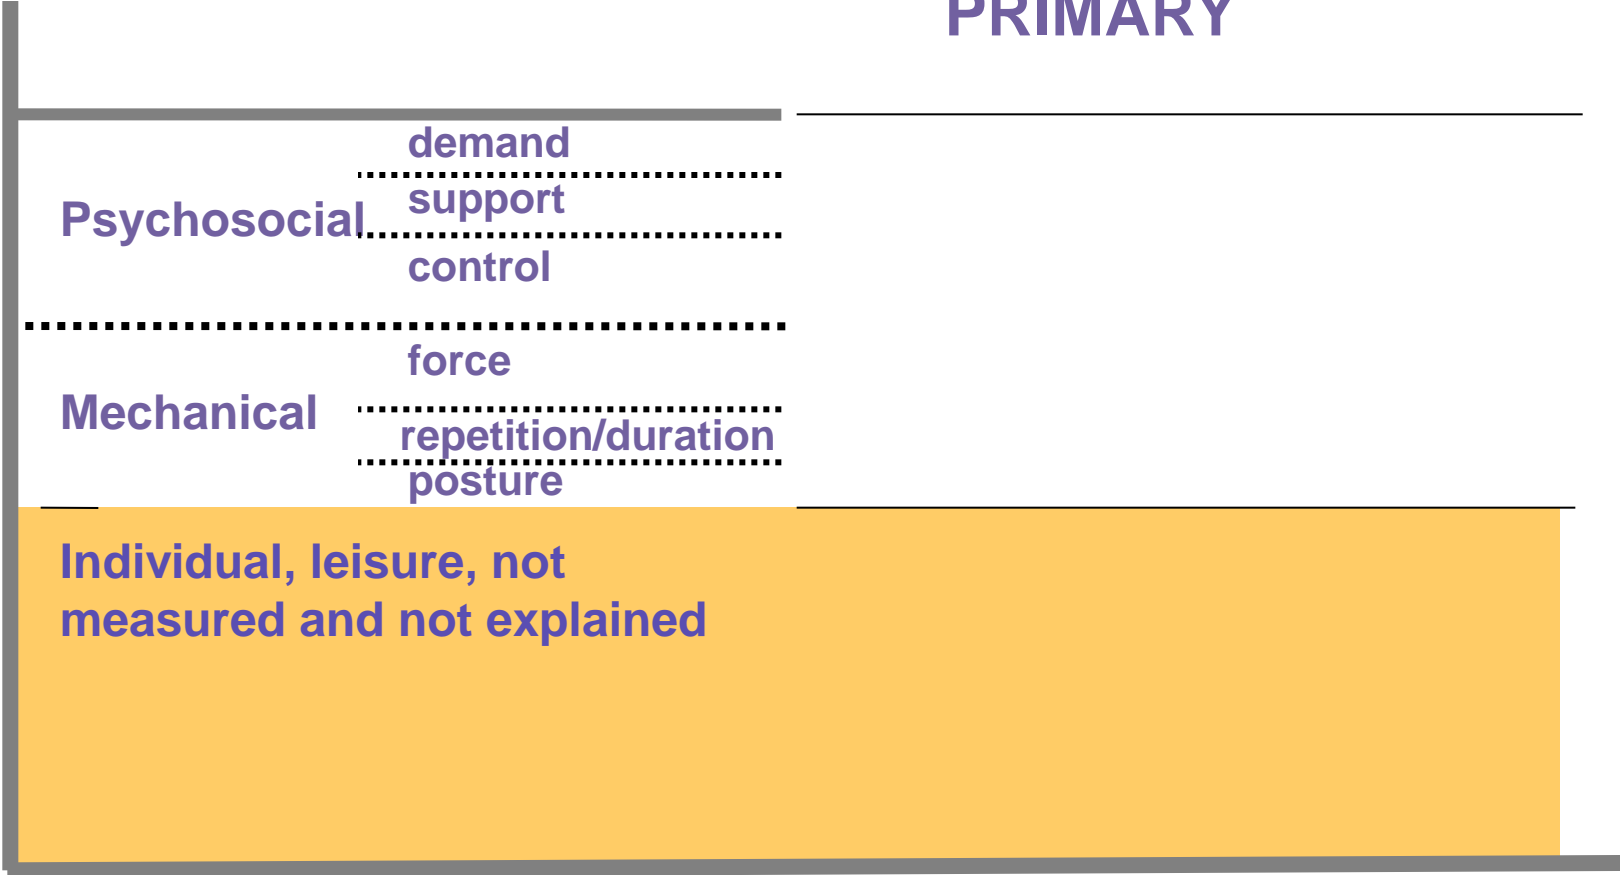 PRIMARY
demand
support
Psychosocial
control
force
Mechanical
repetition/duration
posture
Individual, leisure, not
measured and not explained